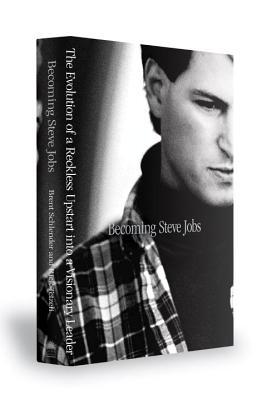 The Evolution of a Reckless Upstart into a Visionary Leader
Becoming Steve Jobs
Brent Schlender and
Becoming Steve Jobs